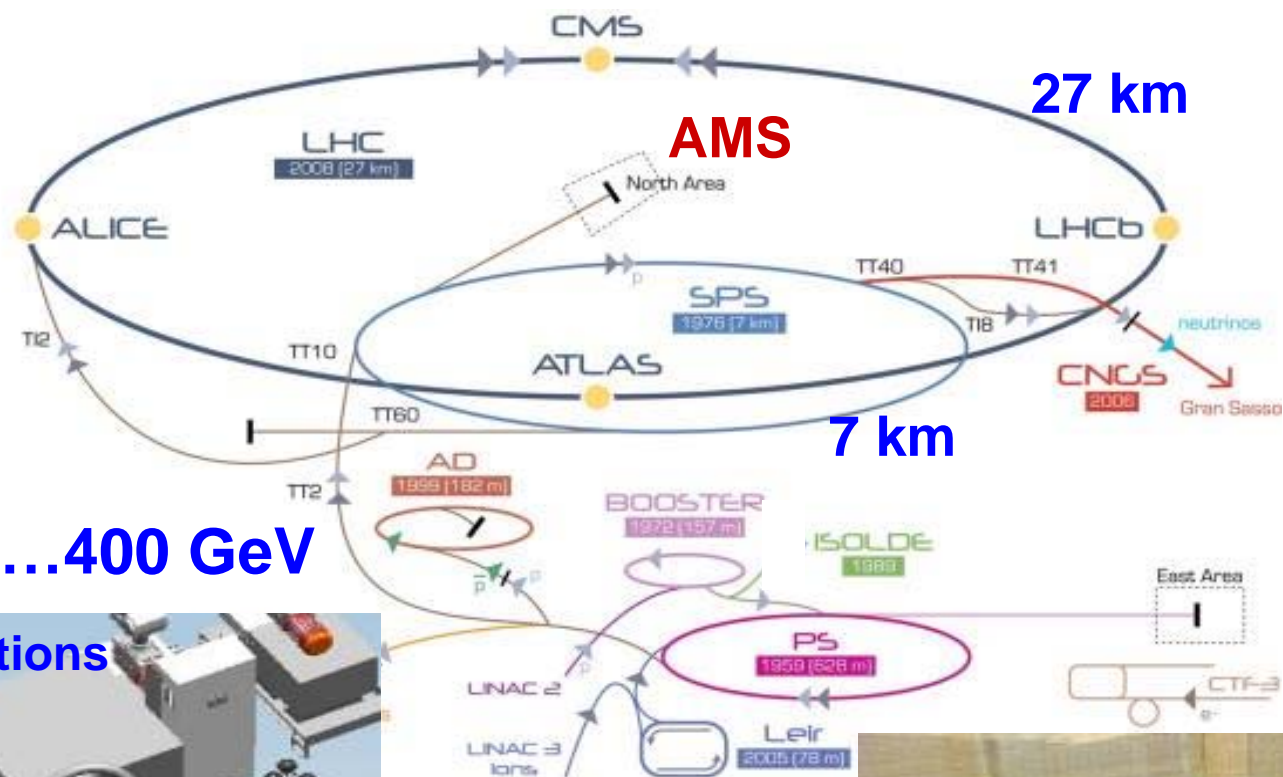 CMS
27 km
LHC
2008 (27 km)
AMS
North Area
ALICE
LHCb
TT40
TT41
p
SPS
1976 (7 km)
TI8
neutrinos
TI2
TT10
ATLAS
CNGS
2006
Gran Sasso
TT60
7 km
AD
1999 (182 m)
TT2
BOOSTER
1972 (157 m)
...400 GeV
ISOLDE
1989
p̅
p
East Area
tions
PS
1959 (628 m)
p
LINAC 2
CTF-3
e-
Leir
2005 (78 m)
LINAC 3
Ions